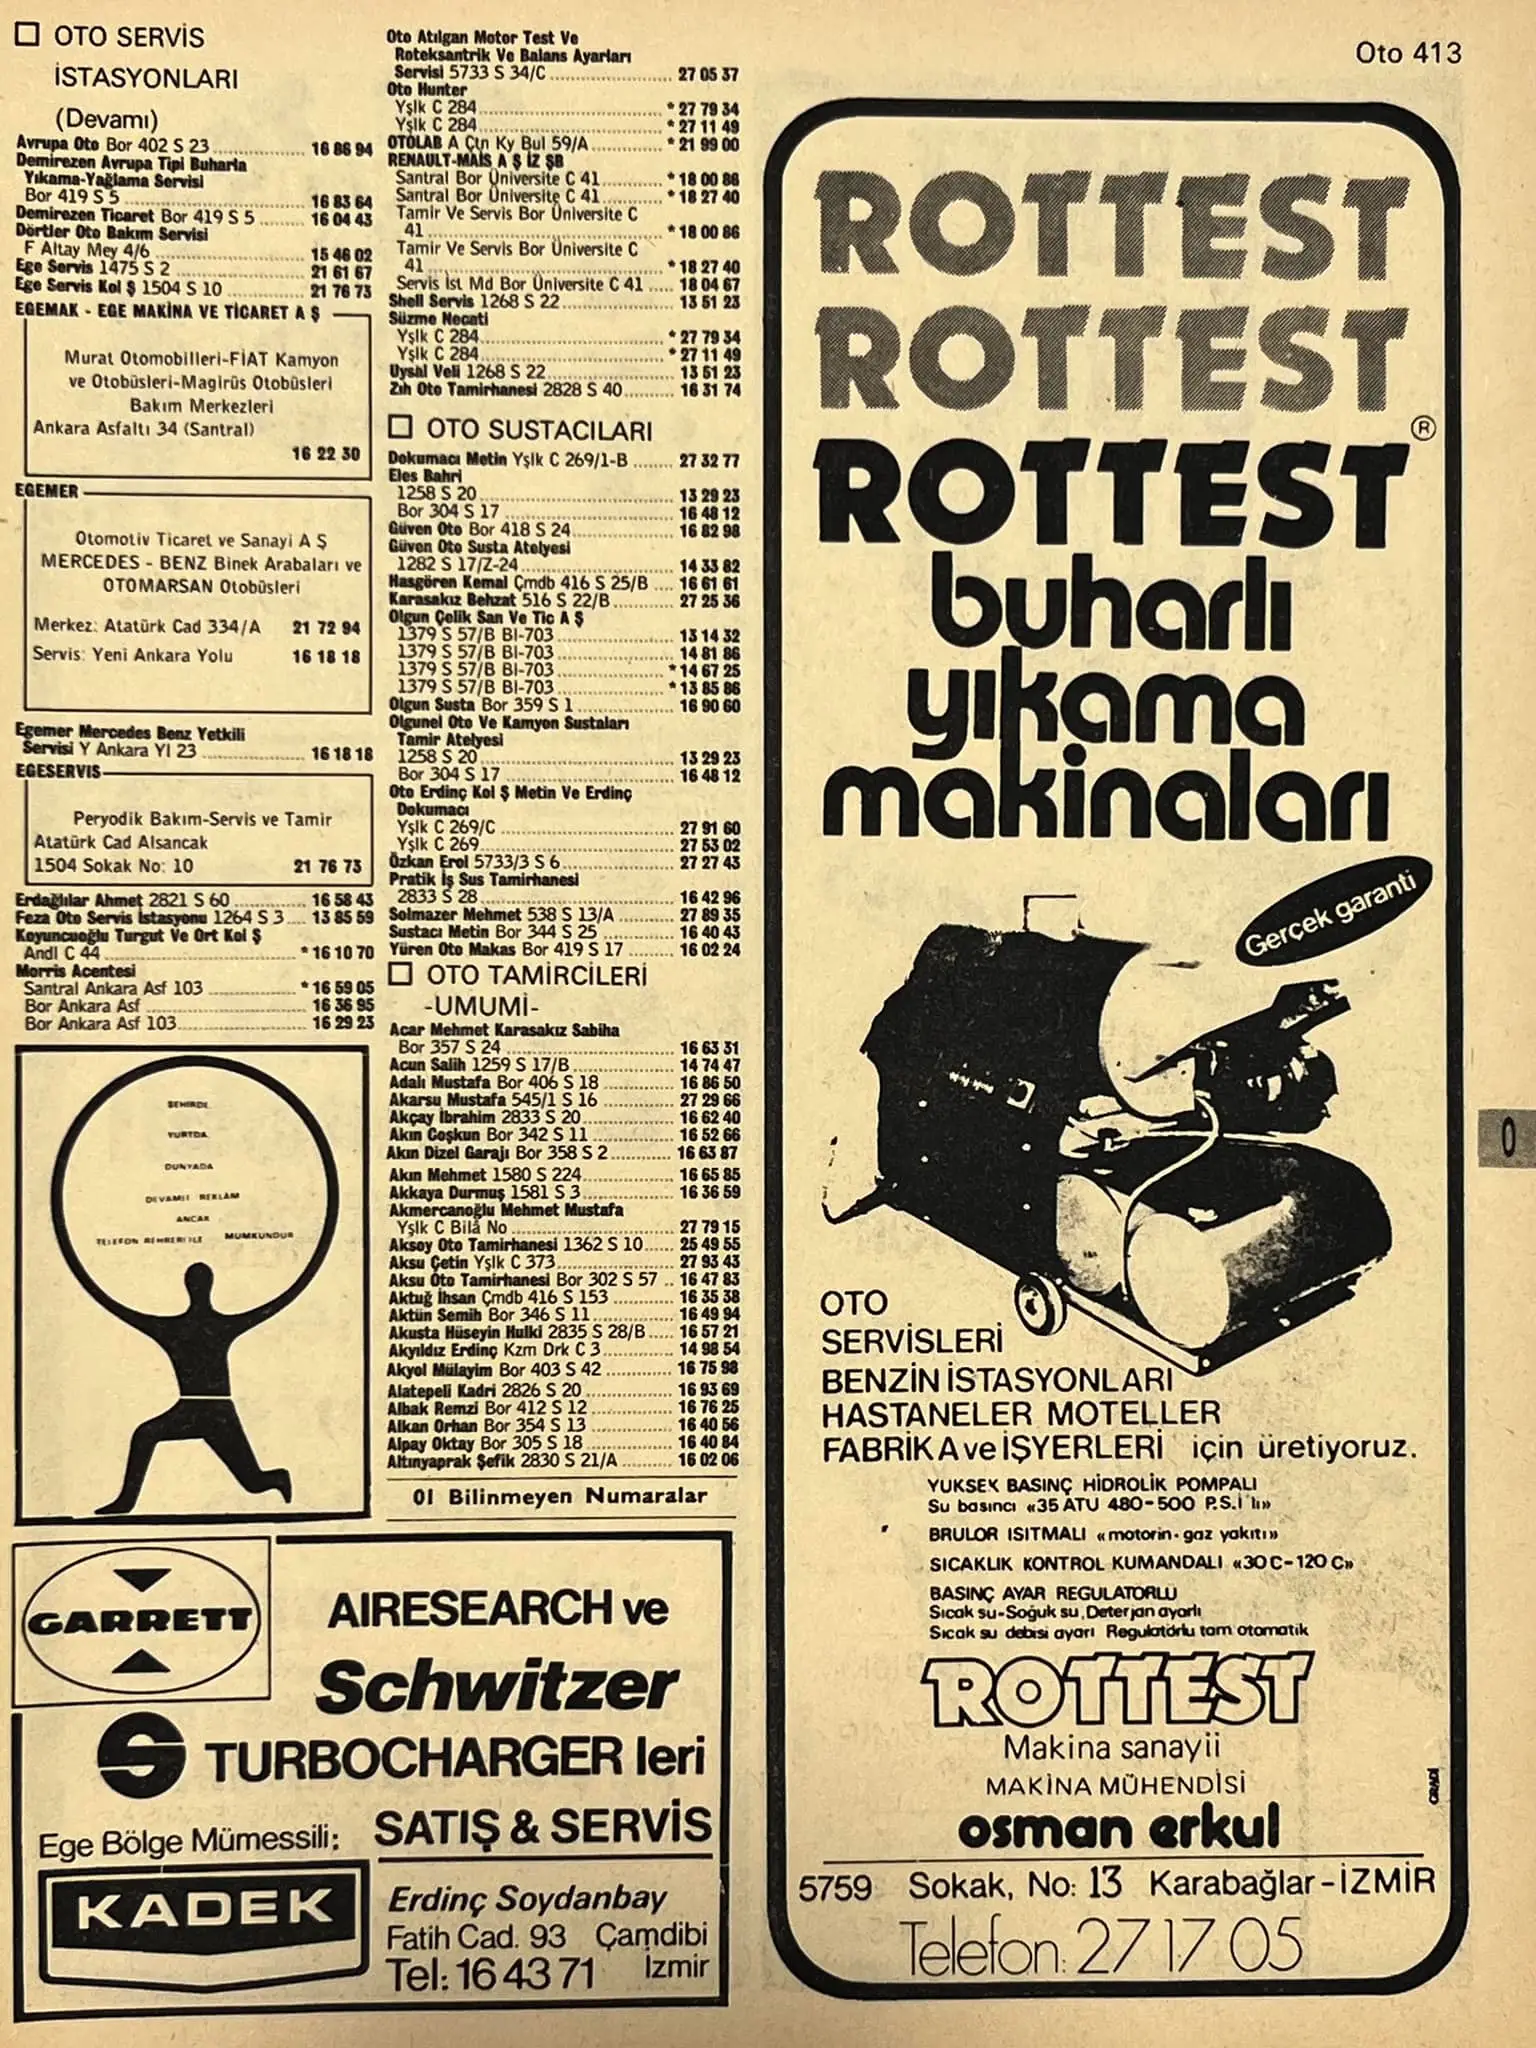 Oto 413
□ OTO SERVİS
İSTASYONLARI
(Devamı)
Avrupa Oto Bor 402 S 23 16 86 94
Demirezen Avrupa Tipi Buharla
Yıkama-Yağlama Servisi
Bor 419 S 5 16 83 64
Demirezen Ticaret Bor 419 S 5 16 04 43
Dörtler Oto Bakım Servisi
F Altay Mey 4/6 15 46 02
Ege Servis 1475 S 2 21 61 67
Ege Servis Kol Ş 1504 S 10 21 76 73
EGEMAK - EGE MAKİNA VE TİCARET A Ş
Murat Otomobilleri-FİAT Kamyon
ve Otobüsleri-Magirüs Otobüsleri
Bakım Merkezleri
Ankara Asfaltı 34 (Santral)
16 22 30
EGEMER
Otomotiv Ticaret ve Sanayi A Ş
MERCEDES - BENZ Binek Arabaları ve
OTOMARSAN Otobüsleri
Merkez: Atatürk Cad 334/A 21 72 94
Servis: Yeni Ankara Yolu 16 18 18
Egemer Mercedes Benz Yetkili
Servisi Y Ankara Yl 23 16 18 18
EGESERVIS
Peryodik Bakım-Servis ve Tamir
Atatürk Cad Alsancak
1504 Sokak No: 10 21 76 73
Erdağlılar Ahmet 2821 S 60 16 58 43
Feza Oto Servis İstasyonu 1264 S 3 13 85 59
Koyuncuoğlu Turgut Ve Ort Kol Ş
Andl C 44 * 16 10 70
Morris Acentesi
Santral Ankara Asf 103 * 16 59 05
Bor Ankara Asf 16 36 95
Bor Ankara Asf 103 16 29 23
ŞEHİRDE
YURTDA
DÜNYADA
DEVAMLI REKLAM
ANCAK
TELEFON REHBERİ İLE MÜMKÜNDÜR
Oto Atılgan Motor Test Ve
Roteksantrik Ve Balans Ayarları
Servisi 5733 S 34/C 27 05 37
Oto Hunter
Yşlk C 284 * 27 79 34
Yşlk C 284 * 27 11 49
OTOLAB A Çtn Ky Bul 59/A * 21 99 00
RENAULT-MAİS A Ş İZ ŞB
Santral Bor Üniversite C 41 * 18 00 86
Santral Bor Üniversite C 41 * 18 27 40
Tamir Ve Servis Bor Üniversite C
41 * 18 00 86
Tamir Ve Servis Bor Üniversite C
41 * 18 27 40
Servis İst Md Bor Üniversite C 41 18 04 67
Shell Servis 1268 S 22 13 51 23
Süzme Necati
Yşlk C 284 * 27 79 34
Yşlk C 284 * 27 11 49
Uysal Veli 1268 S 22 13 51 23
Zıh Oto Tamirhanesi 2828 S 40 16 31 74
□ OTO SUSTACILARI
Dokumacı Metin Yşlk C 269/1-B 27 32 77
Eles Bahri
1258 S 20 13 29 23
Bor 304 S 17 16 48 12
Güven Oto Bor 418 S 24 16 82 98
Güven Oto Susta Atelyesi
1282 S 17/Z-24 14 33 82
Hasgören Kemal Çmdb 416 S 25/B 16 61 61
Karasakız Behzat 516 S 22/B 27 25 36
Olgun Çelik San Ve Tic A Ş
1379 S 57/B Bl-703 13 14 32
1379 S 57/B Bl-703 14 81 86
1379 S 57/B Bl-703 * 14 67 25
1379 S 57/B Bl-703 * 13 85 86
Olgun Susta Bor 359 S 1 16 90 60
Olgunel Oto Ve Kamyon Sustaları
Tamir Atelyesi
1258 S 20 13 29 23
Bor 304 S 17 16 48 12
Oto Erdinç Kol Ş Metin Ve Erdinç
Dokumacı
Yşlk C 269/C 27 91 60
Yşlk C 269 27 53 02
Özkan Erol 5733/3 S 6 27 27 43
Pratik İş Sus Tamirhanesi
2833 S 28 16 42 96
Solmazer Mehmet 538 S 13/A 27 89 35
Sustacı Metin Bor 344 S 25 16 40 43
Yüren Oto Makas Bor 419 S 17 16 02 24
□ OTO TAMİRCİLERİ
-UMUMİ-
Acar Mehmet Karasakız Sabiha
Bor 357 S 24 16 63 31
Acun Salih 1259 S 17/B 14 74 47
Adalı Mustafa Bor 406 S 18 16 86 50
Akarsu Mustafa 545/1 S 16 27 29 66
Akçay İbrahim 2833 S 20 16 62 40
Akın Coşkun Bor 342 S 11 16 52 66
Akın Dizel Garajı Bor 358 S 2 16 63 87
Akın Mehmet 1580 S 224 16 65 85
Akkaya Durmuş 1581 S 3 16 36 59
Akmercanoğlu Mehmet Mustafa
Yşlk C Bilâ No 27 79 15
Aksoy Oto Tamirhanesi 1362 S 10 25 49 55
Aksu Çetin Yşlk C 373 27 93 43
Aksu Oto Tamirhanesi Bor 302 S 57 16 47 83
Aktuğ İhsan Çmdb 416 S 153 16 35 38
Aktün Semih Bor 346 S 11 16 49 94
Akusta Hüseyin Hulki 2835 S 28/B 16 57 21
Akyıldız Erdinç Kzm Drk C 3 14 98 54
Akyol Mülayim Bor 403 S 42 16 75 98
Alatepeli Kadri 2826 S 20 16 93 69
Albak Remzi Bor 412 S 12 16 76 25
Alkan Orhan Bor 354 S 13 16 40 56
Alpay Oktay Bor 305 S 18 16 40 84
Altınyaprak Şefik 2830 S 21/A 16 02 06
01 Bilinmeyen Numaralar
GARRETT
AIRESEARCH ve
Schwitzer
S TURBOCHARGER leri
SATIŞ & SERVİS
Ege Bölge Mümessili:
KADEK
Erdinç Soydanbay
Fatih Cad. 93 Çamdibi
İzmir
Tel: 16 43 71
ROTTEST
ROTTEST
ROTTEST ®
buharlı
yıkama
makinaları
Gerçek garanti
OTO
SERVİSLERİ
BENZİN İSTASYONLARI
HASTANELER MOTELLER
FABRİKA ve İŞYERLERİ için üretiyoruz.
YUKSEK BASINÇ HİDROLİK POMPALI
Su basıncı «35 ATU 480-500 P.S.İ lı»
BRULOR ISITMALI «motorin-gaz yakıtı»
SICAKLIK KONTROL KUMANDALI «30 C-120 C»
BASINÇ AYAR REGULATORLU
Sıcak su-Soğuk su, Deterjan ayarlı
Sıcak su debisi ayarı Regulatörlu tam otomatik
ROTTEST
Makina sanayii
MAKİNA MÜHENDİSİ
osman erkul
GRADİ
5759 Sokak, No: 13 Karabağlar-İZMİR
Telefon: 27 17 05
O